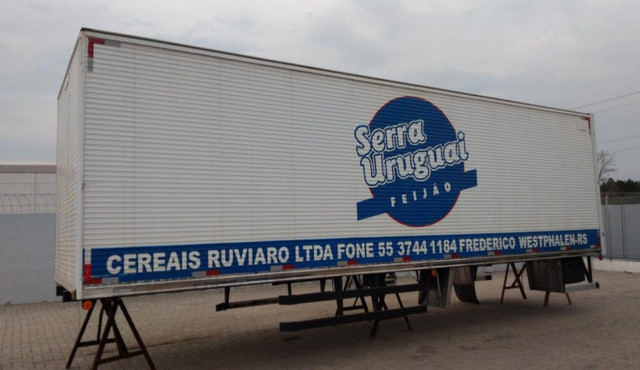 Serra
Uruguai
FEIJÃO
CEREAIS RUVIARO LTDA FONE 55 3744 1184 FREDERICO WESTPHALEN-RS